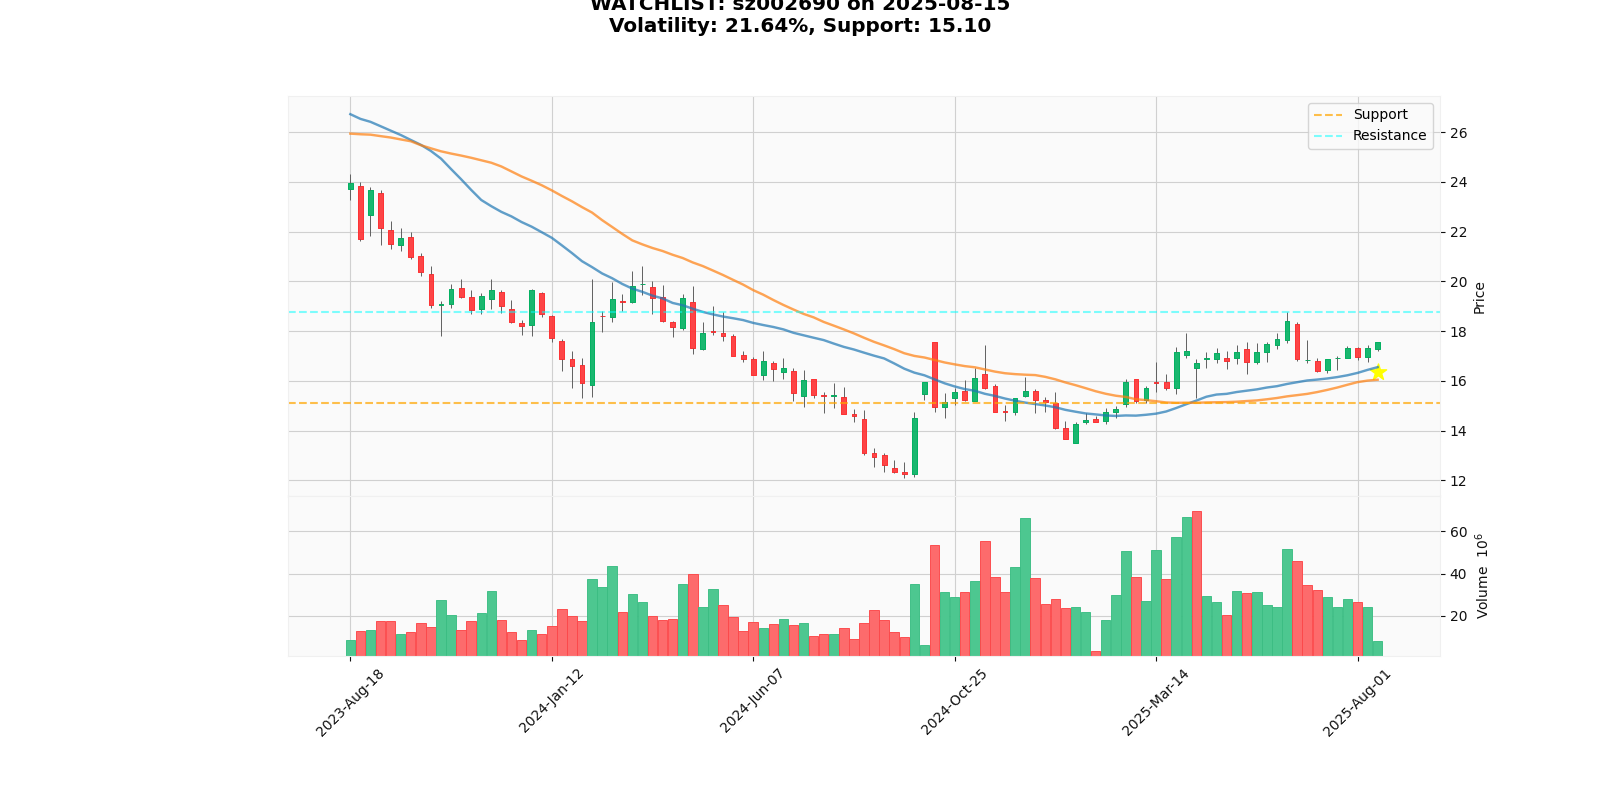 WATCHLIST: sz002690 on 2025-08-15
Volatility: 21.64%, Support: 15.10
Support
Resistance
26
24
22
20
18
16
14
12
Price
60
40
20
Volume 10^6
2023-Aug-18
2024-Jan-12
2024-Jun-07
2024-Oct-25
2025-Mar-14
2025-Aug-01